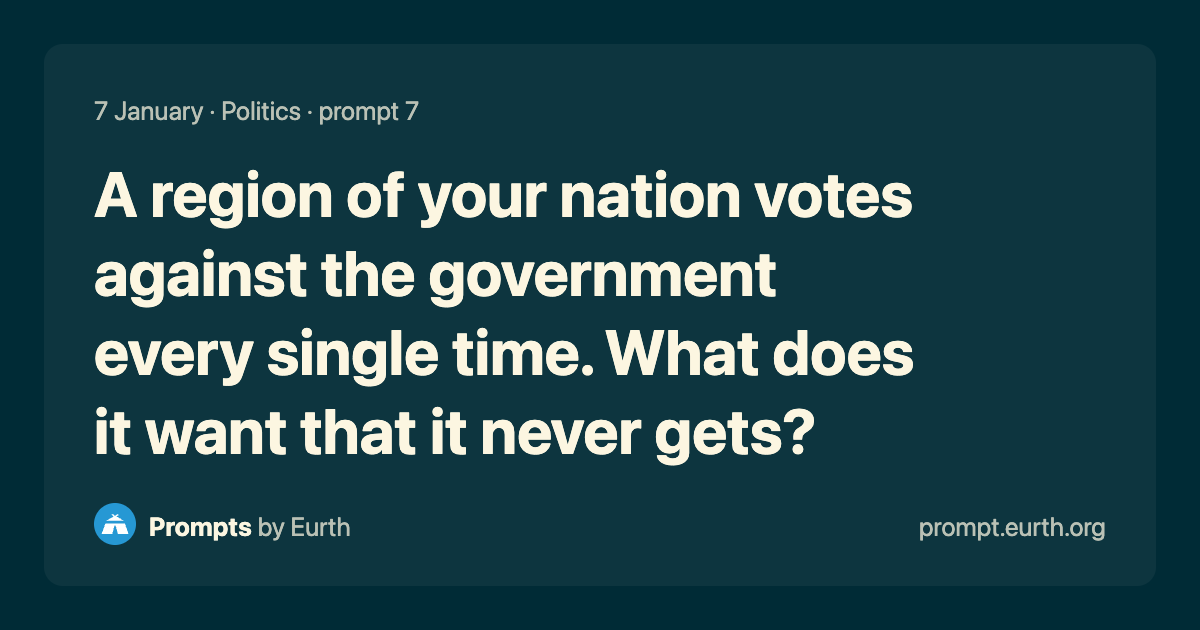 7 January · Politics · prompt 7
A region of your nation votes
against the government
every single time. What does
it want that it never gets?
Prompts by Eurth
prompt.eurth.org